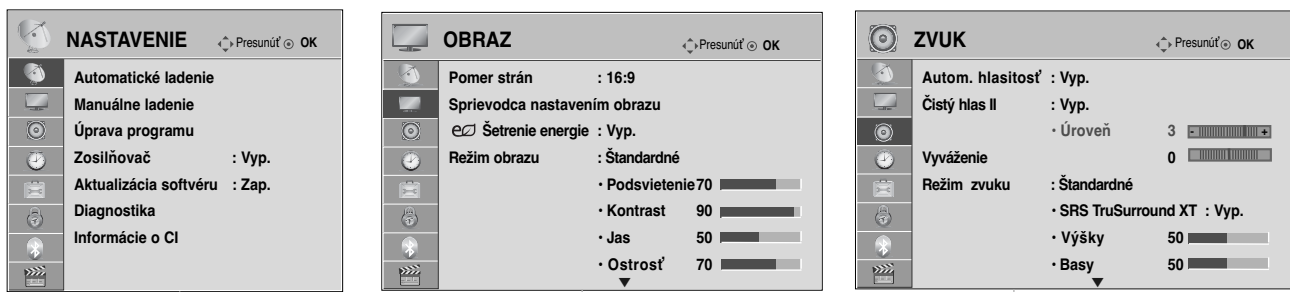 NASTAVENIE Presunúť OK
Automatické ladenie
Manuálne ladenie
Úprava programu
Zosilňovač : Vyp.
Aktualizácia softvéru : Zap.
Diagnostika
Informácie o CI
OBRAZ Presunúť OK
Pomer strán : 16:9
Sprievodca nastavením obrazu
Šetrenie energie : Vyp.
Režim obrazu : Štandardné
• Podsvietenie 70
• Kontrast 90
• Jas 50
• Ostrosť 70
ZVUK Presunúť OK
Autom. hlasitosť : Vyp.
Čistý hlas II : Vyp.
• Úroveň 3 - +
Vyváženie 0
Režim zvuku : Štandardné
• SRS TruSurround XT : Vyp.
• Výšky 50
• Basy 50